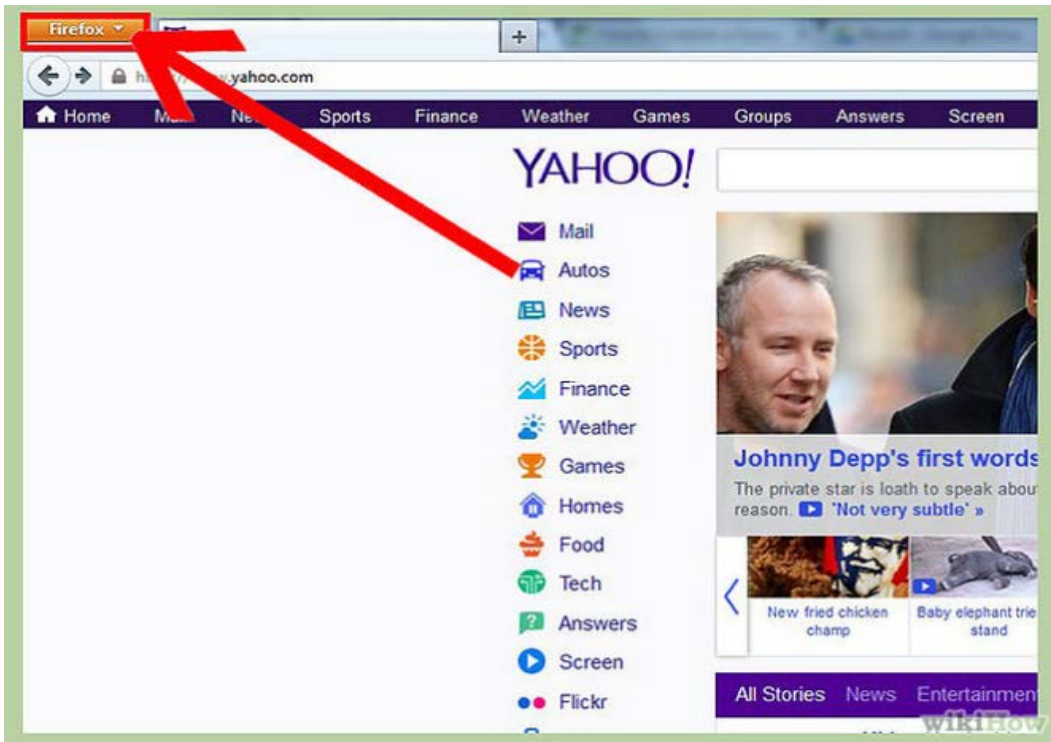 Firefox
yahoo.com
Home Sports Finance Weather Games Groups Answers Screen
YAHOO!
Mail
Autos
News
Sports
Finance
Weather
Games
Homes
Food
Tech
Answers
Screen
Flickr
Johnny Depp's first words
The private star is loath to speak abou
reason. 'Not very subtle' »
New fried chicken
champ
Baby elephant trie
stand
All Stories News Entertainmen
wikiHow